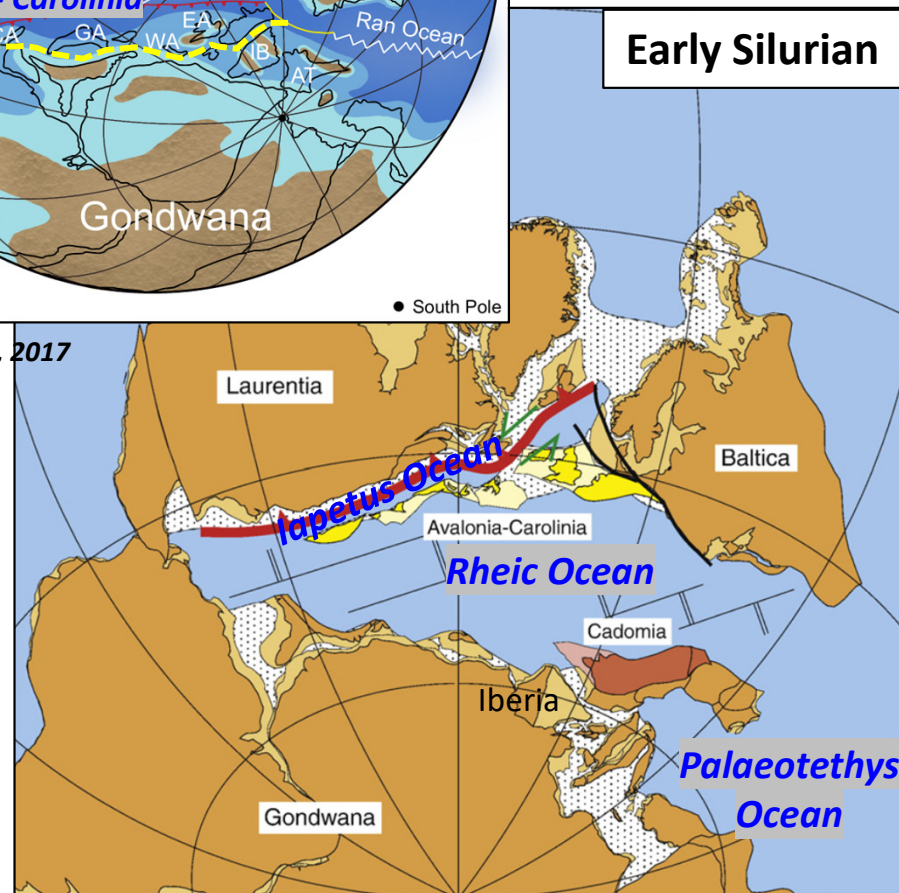 Carolinia
CA
GA
WA
EA
IB
AT
Ran Ocean
Gondwana
● South Pole
, 2017
Early Silurian
Laurentia
Baltica
Iapetus Ocean
Avalonia-Carolinia
Rheic Ocean
Cadomia
Iberia
Palaeotethys
Ocean
Gondwana